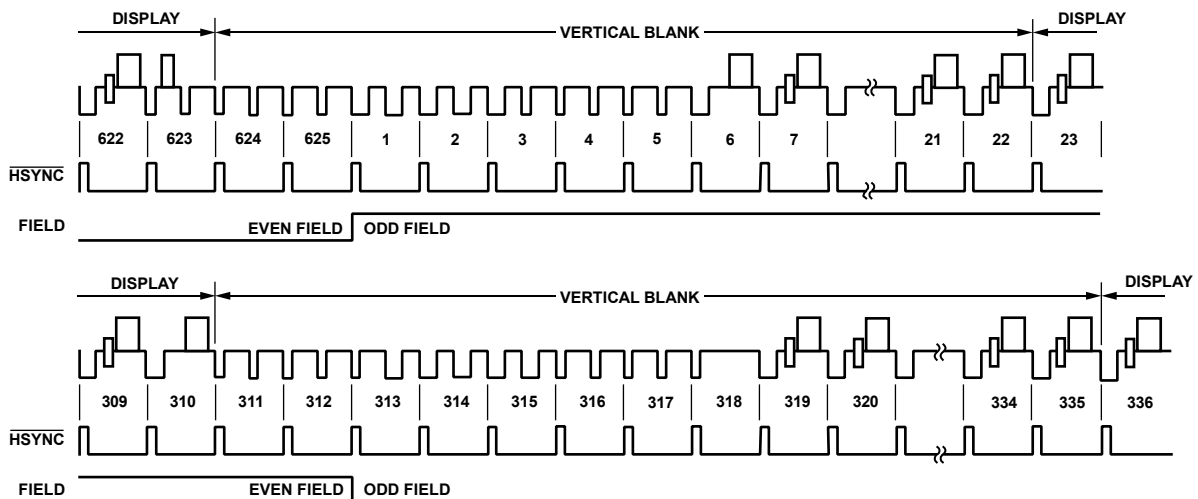 DISPLAY VERTICAL BLANK DISPLAY
622 623 624 625 1 2 3 4 5 6 7 21 22 23
HSYNC
FIELD EVEN FIELD ODD FIELD
DISPLAY VERTICAL BLANK DISPLAY
309 310 311 312 313 314 315 316 317 318 319 320 334 335 336
HSYNC
FIELD EVEN FIELD ODD FIELD